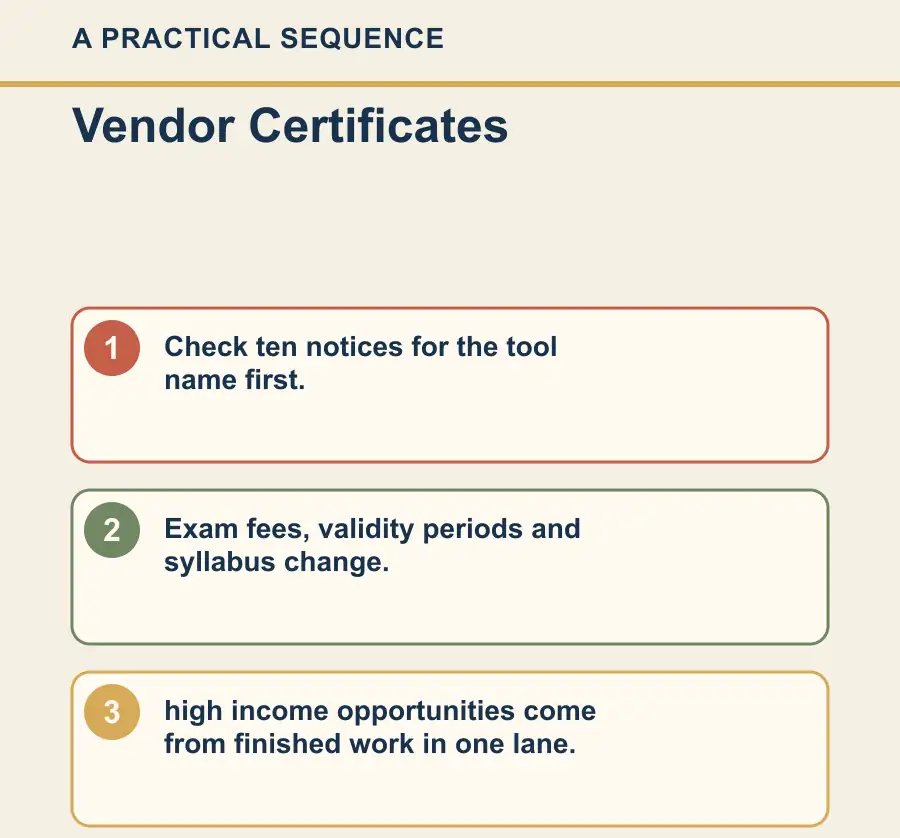 A PRACTICAL SEQUENCE
Vendor Certificates
1
Check ten notices for the tool
name first.
2
Exam fees, validity periods and
syllabus change.
3
high income opportunities come
from finished work in one lane.